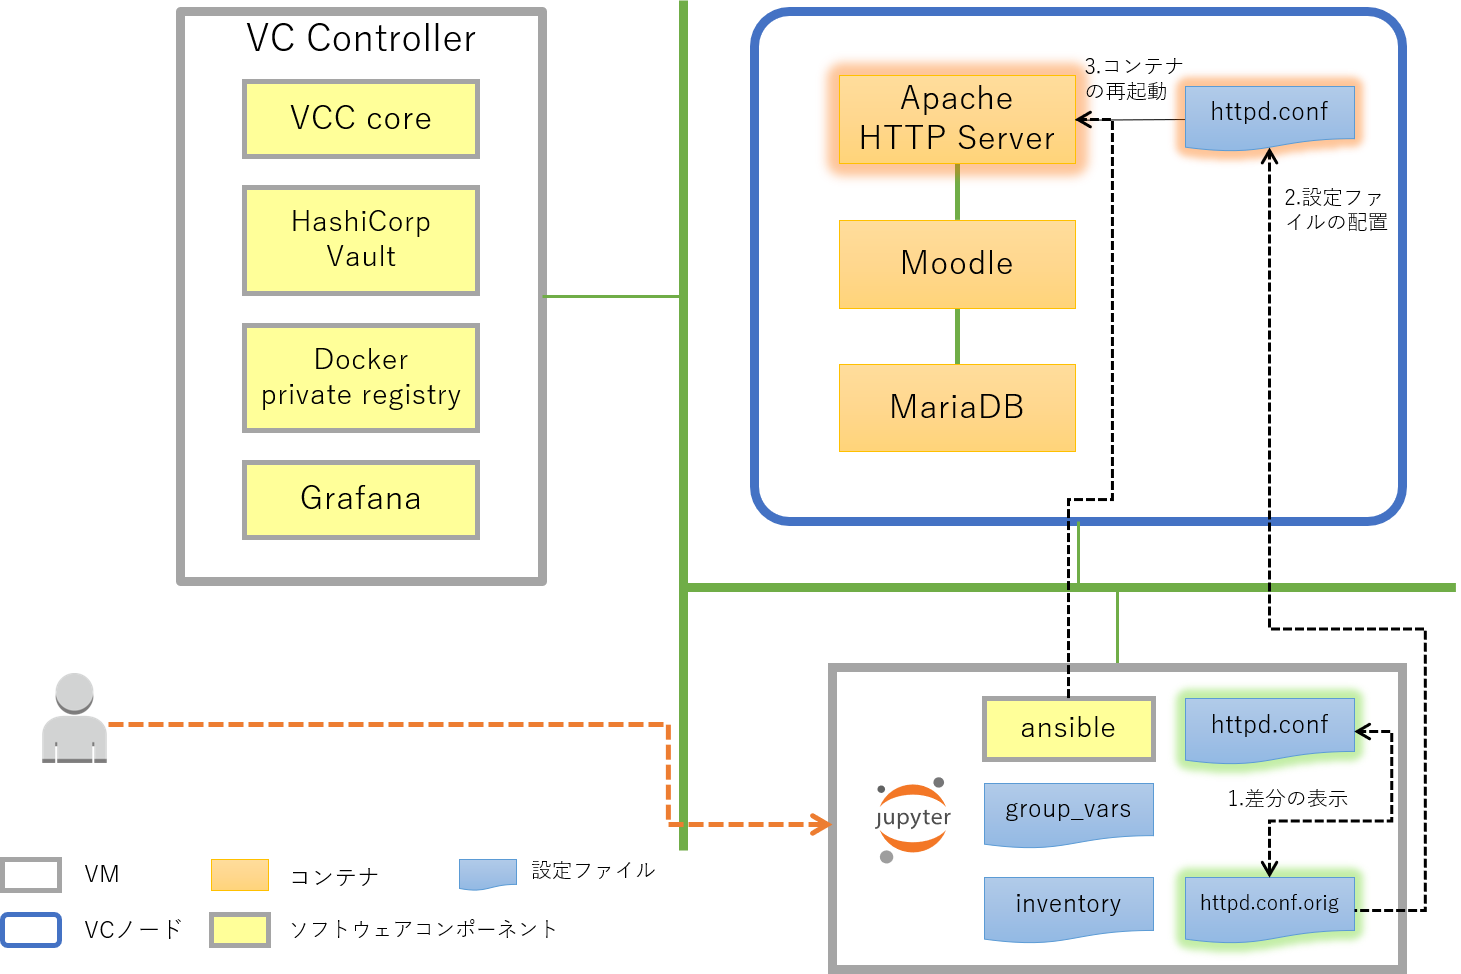 VC Controller
VCC core
HashiCorp
Vault
Docker
private registry
Grafana
Apache
HTTP Server
Moodle
MariaDB
3.コンテナ
の再起動
httpd.conf
2.設定ファ
イルの配置
ansible
httpd.conf
jupyter
group_vars
1.差分の表示
inventory
httpd.conf.orig
VM
コンテナ
設定ファイル
VCノード
ソフトウェアコンポーネント